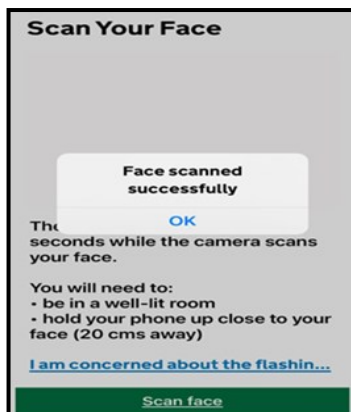 Scan Your Face
Face scanned
successfully
OK
seconds while the camera scans
your face.
You will need to:
• be in a well-lit room
• hold your phone up close to your
face (20 cms away)
I am concerned about the flashin...
Scan face